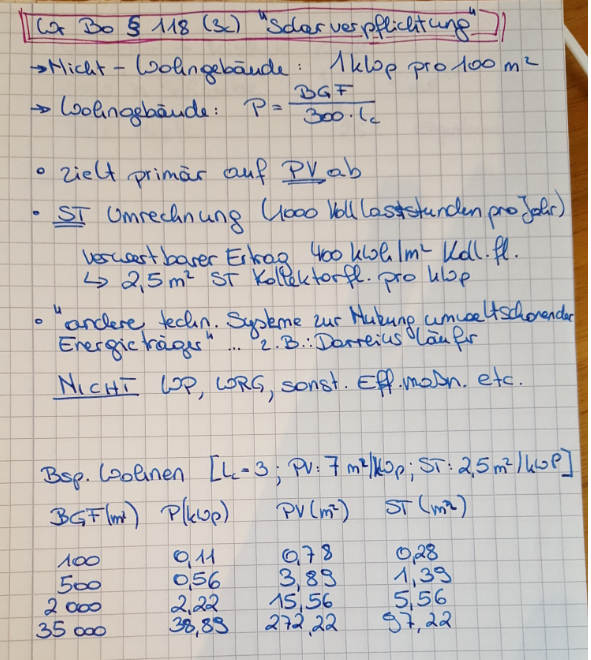 Wr Bo § 118 (3c) "Solarverpflichtung"
→ Nicht-Wohngebäude: 1 kWp pro 100 m²
→ Wohngebäude: P = BGF / 300 · lc
• zielt primär auf PV ab
• ST Umrechnung (1000 Volllaststunden pro Jahr)
verwertbarer Ertrag 400 kWh/m² Koll.fl.
↳ 2,5 m² ST Kollektorfl. pro kWp
• "andere techn. Systeme zur Nutzung umweltschonender
Energieträger" ... z.B.: Darreius Läufer
NICHT WP, WRG, sonst. Eff.maßn. etc.
Bsp. Wohnen [lc = 3; PV: 7 m²/kWp; ST: 2,5 m²/kWP]
BGF (m²) P (kWp) PV (m²) ST (m²)
100 0,11 0,78 0,28
500 0,56 3,89 1,39
2 000 2,22 15,56 5,56
35 000 38,89 272,22 97,22